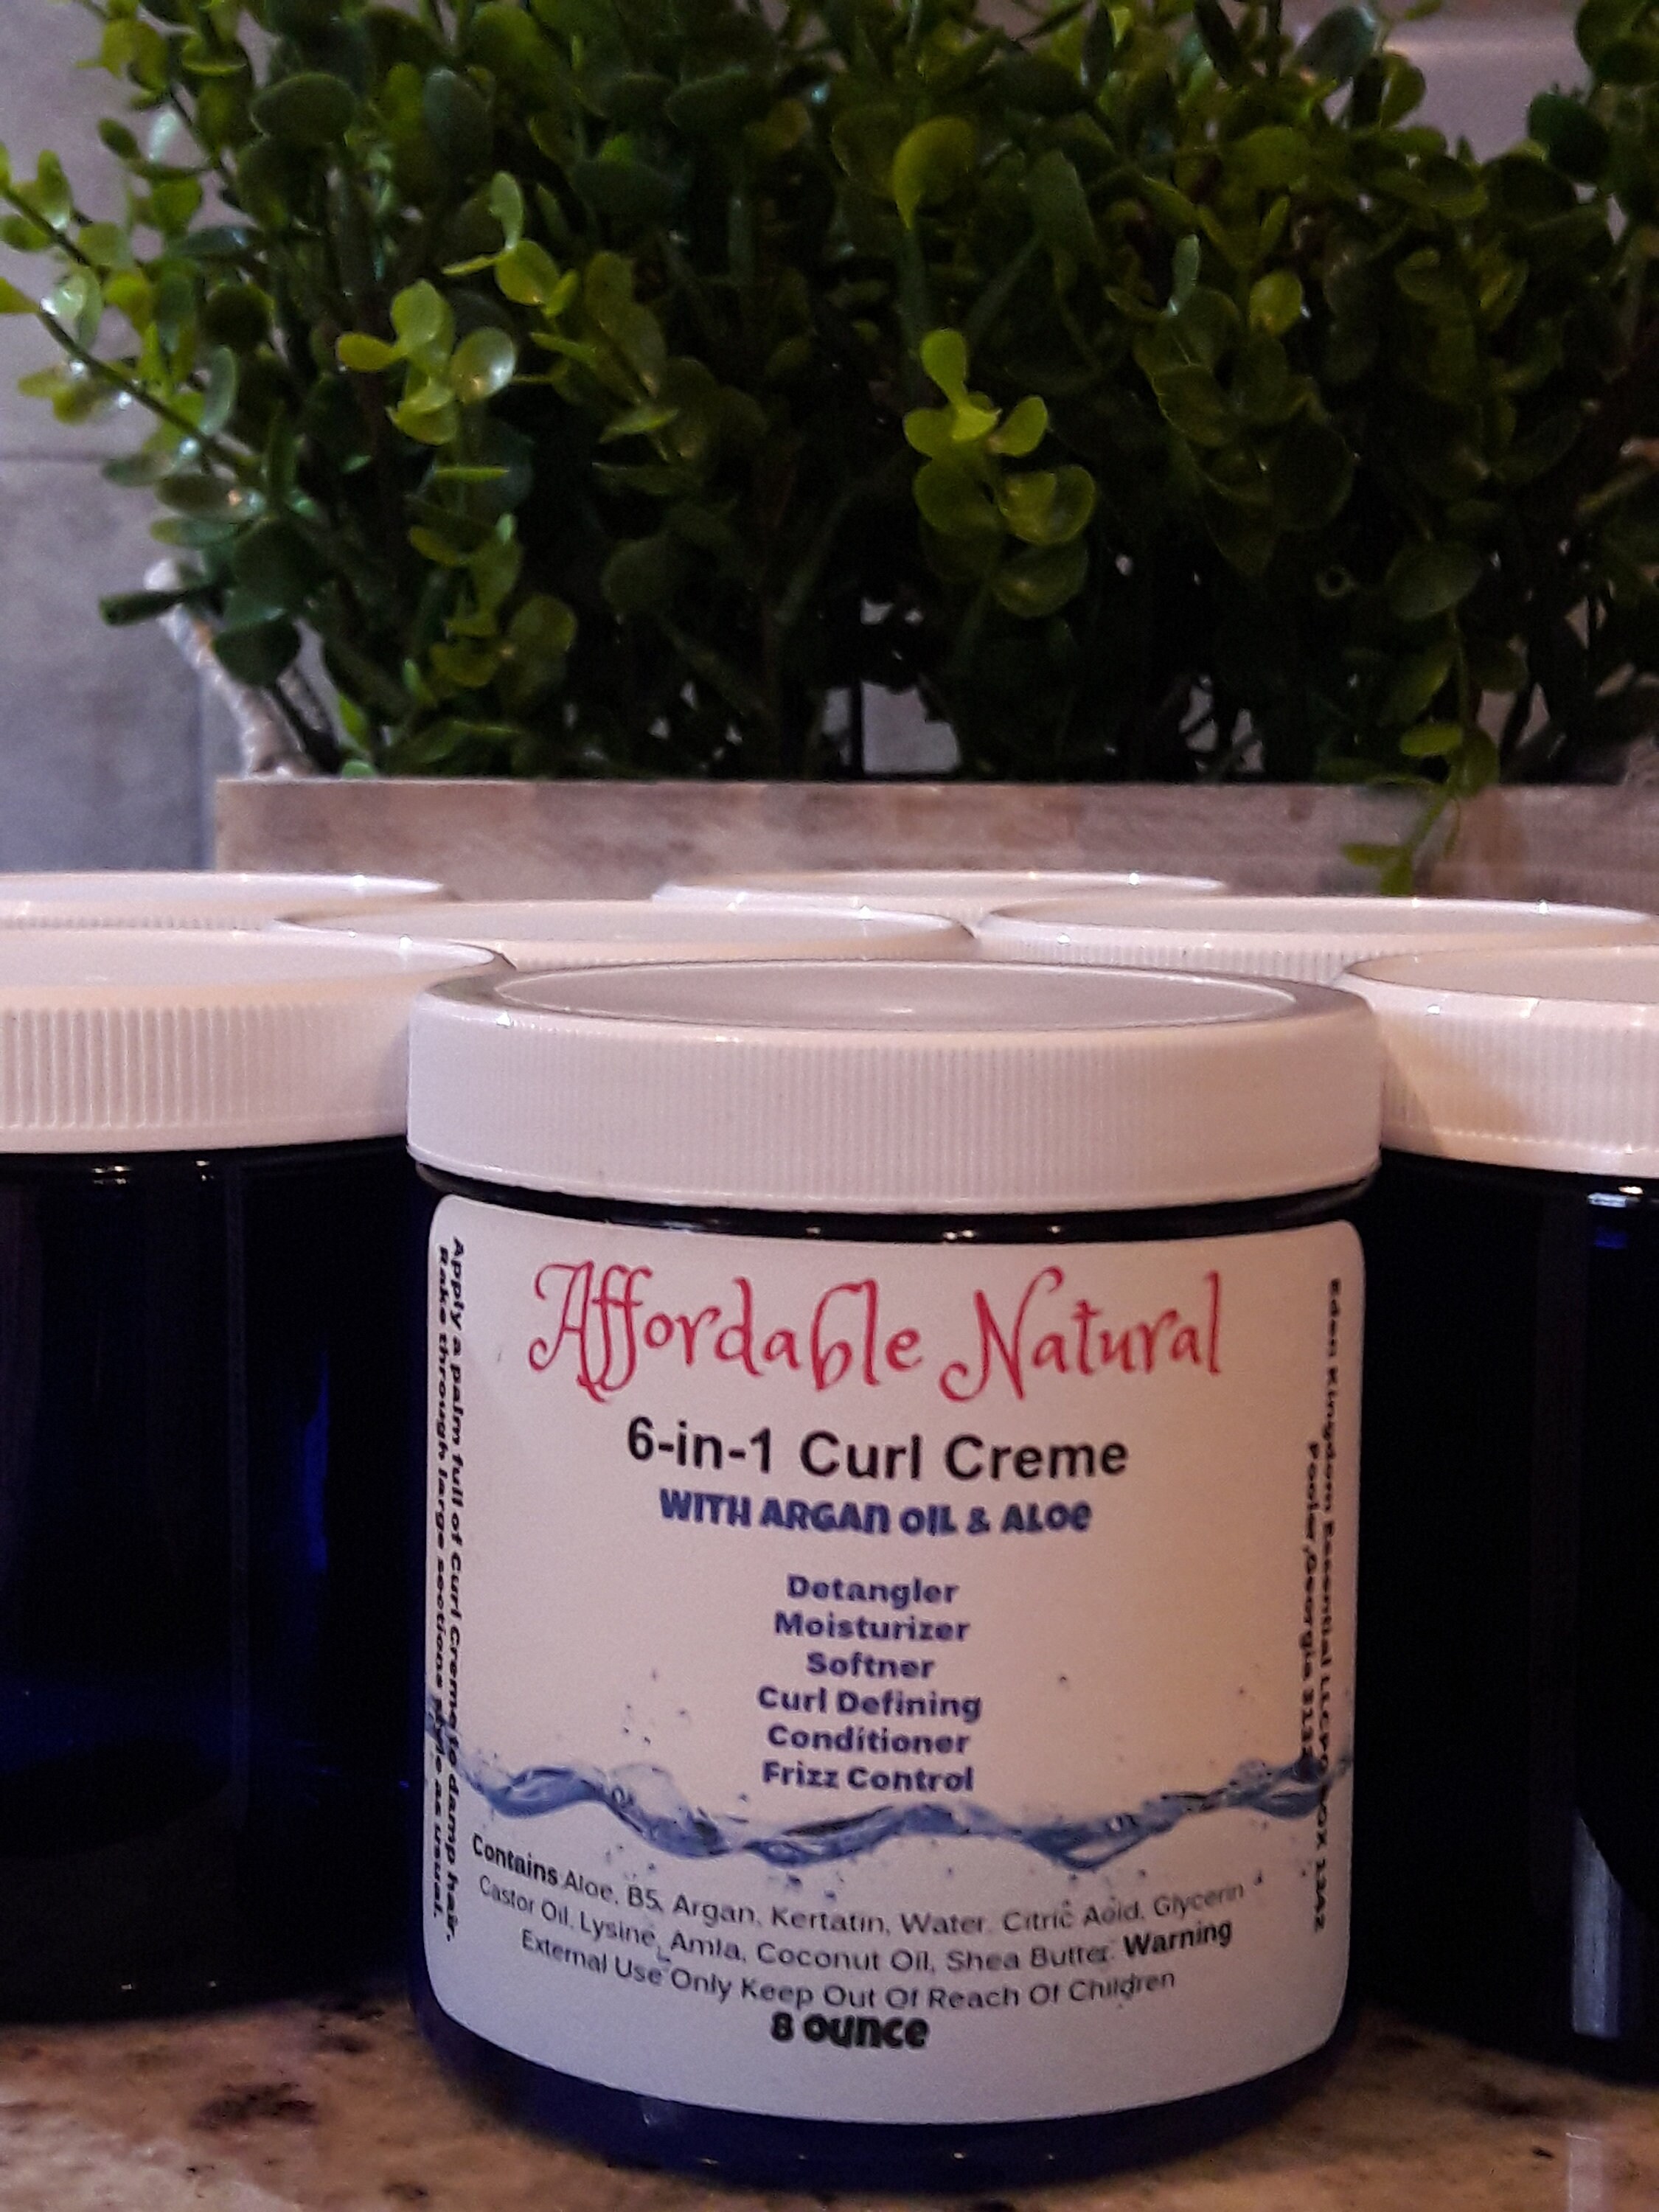 Affordable Natural
6-in-1 Curl Creme
WITH ARGAN OIL & ALOE
Detangler
Moisturizer
Softner
Curl Defining
Conditioner
Frizz Control
Contains Aloe, B5, Argan, Kertatin, Water, Citric Acid, Glycerin
Castor Oil, Lysine, Amla, Coconut Oil, Shea Butter. Warning
External Use Only Keep Out Of Reach Of Children
8 OUNCE
Apply a palm full of Curl Creme to damp hair.
Rake through large sections style as usual.
Eden Kingdom Essential LLC PO BOX 1342
Pooler, Georgia